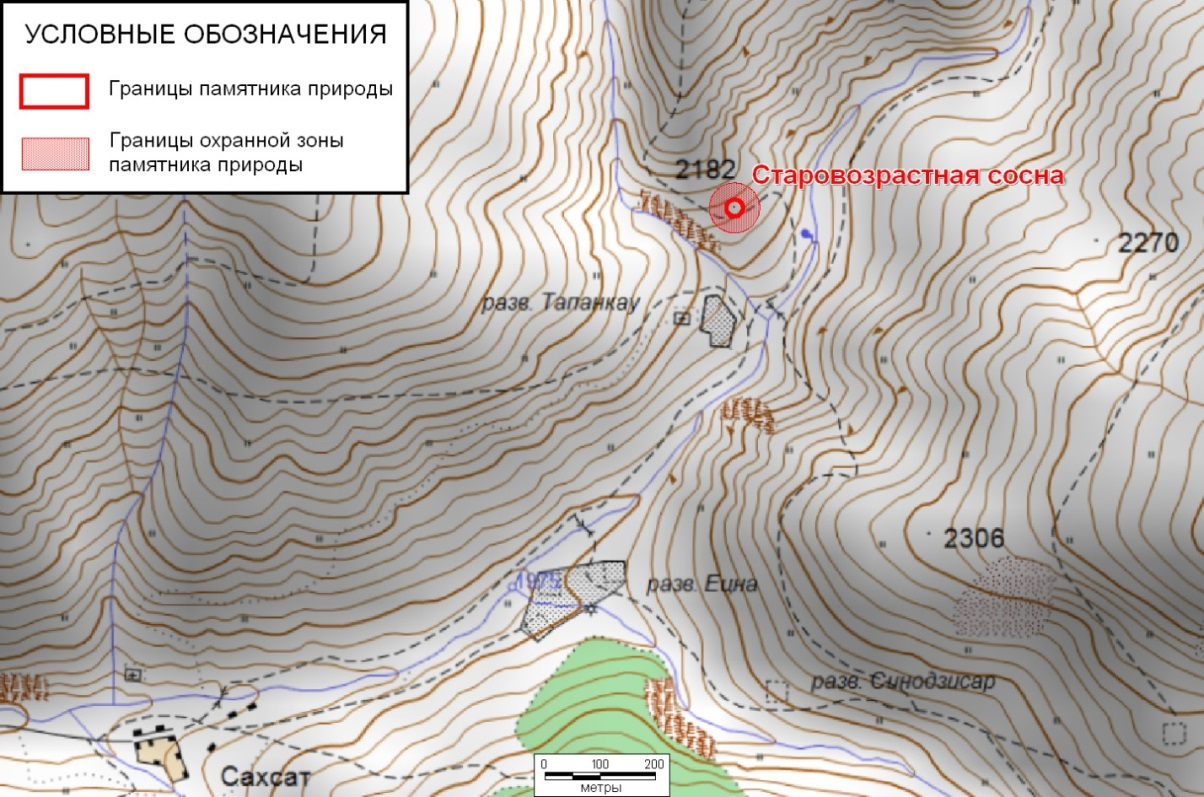 УСЛОВНЫЕ ОБОЗНАЧЕНИЯ
Границы памятника природы
Границы охранной зоны
памятника природы
2182
Старовозрастная сосна
2270
разв. Тапанкау
2306
1975
разв. Ецна
разв. Синодзисар
Сахсат
0 100 200
метры